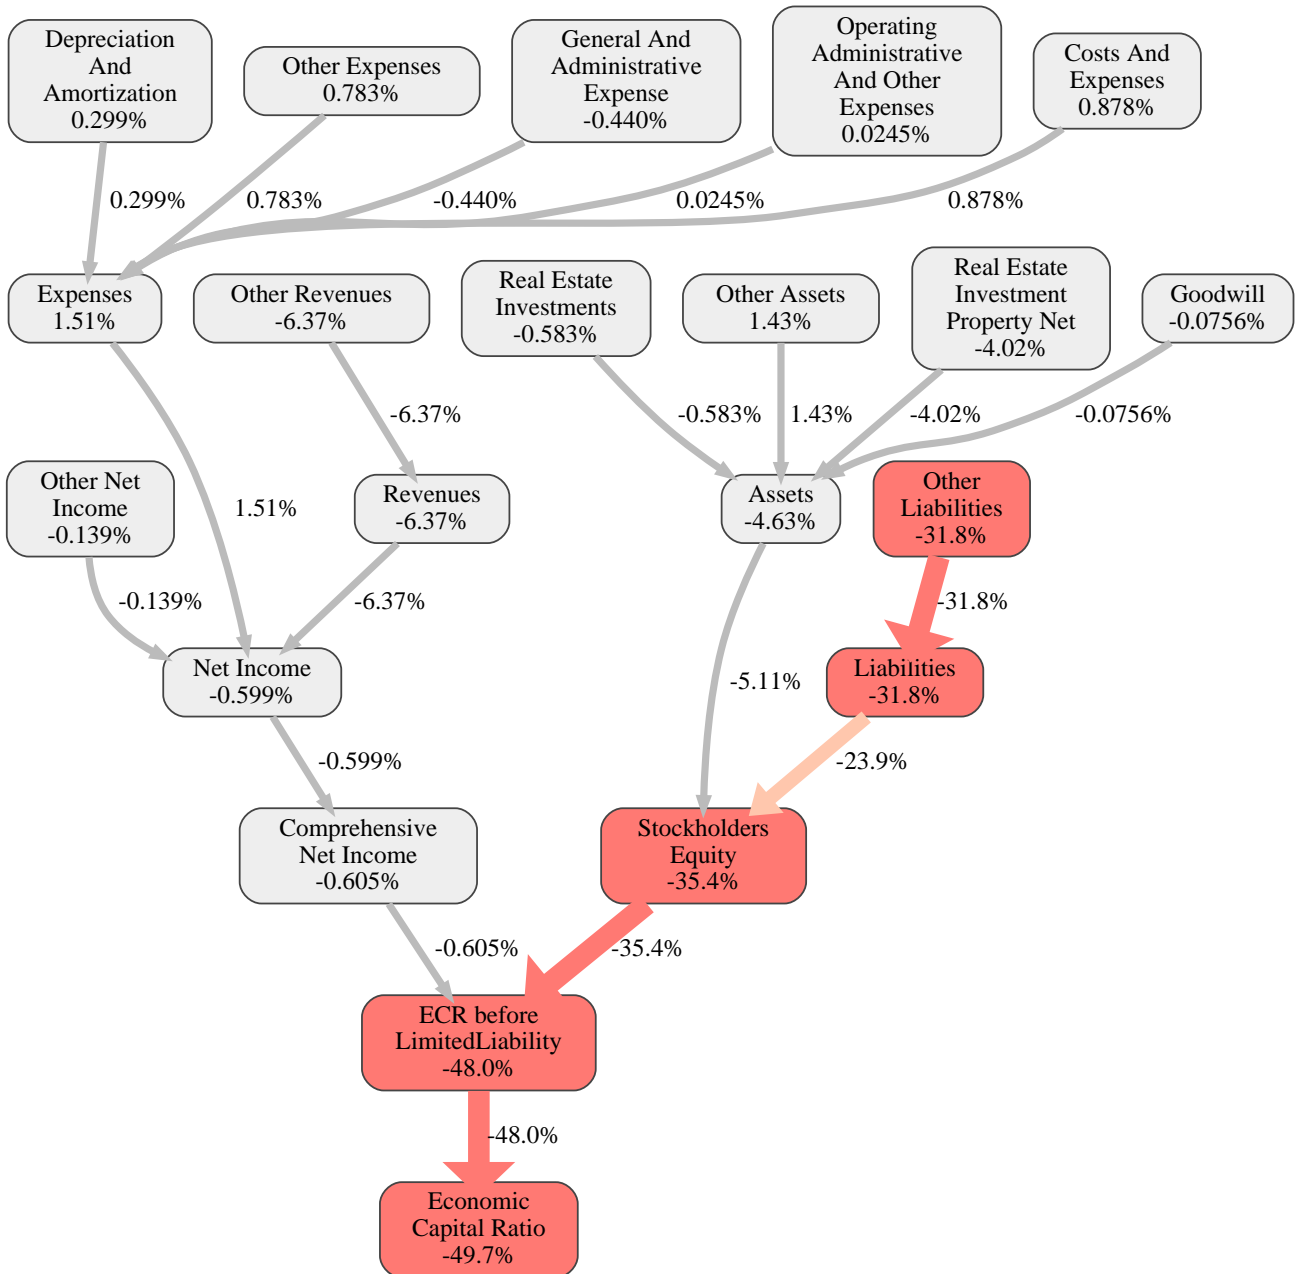 Depreciation
And
Amortization
0.299%
Other Expenses
0.783%
General And
Administrative
Expense
-0.440%
Operating
Administrative
And Other
Expenses
0.0245%
Costs And
Expenses
0.878%
0.299%
0.783%
-0.440%
0.0245%
0.878%
Expenses
1.51%
Other Revenues
-6.37%
Real Estate
Investments
-0.583%
Other Assets
1.43%
Real Estate
Investment
Property Net
-4.02%
Goodwill
-0.0756%
-6.37%
-0.583%
1.43%
-4.02%
-0.0756%
Other Net
Income
-0.139%
1.51%
Revenues
-6.37%
Assets
-4.63%
Other
Liabilities
-31.8%
-0.139%
-6.37%
-31.8%
Net Income
-0.599%
-5.11%
Liabilities
-31.8%
-0.599%
-23.9%
Comprehensive
Net Income
-0.605%
Stockholders
Equity
-35.4%
-0.605%
-35.4%
ECR before
LimitedLiability
-48.0%
-48.0%
Economic
Capital Ratio
-49.7%